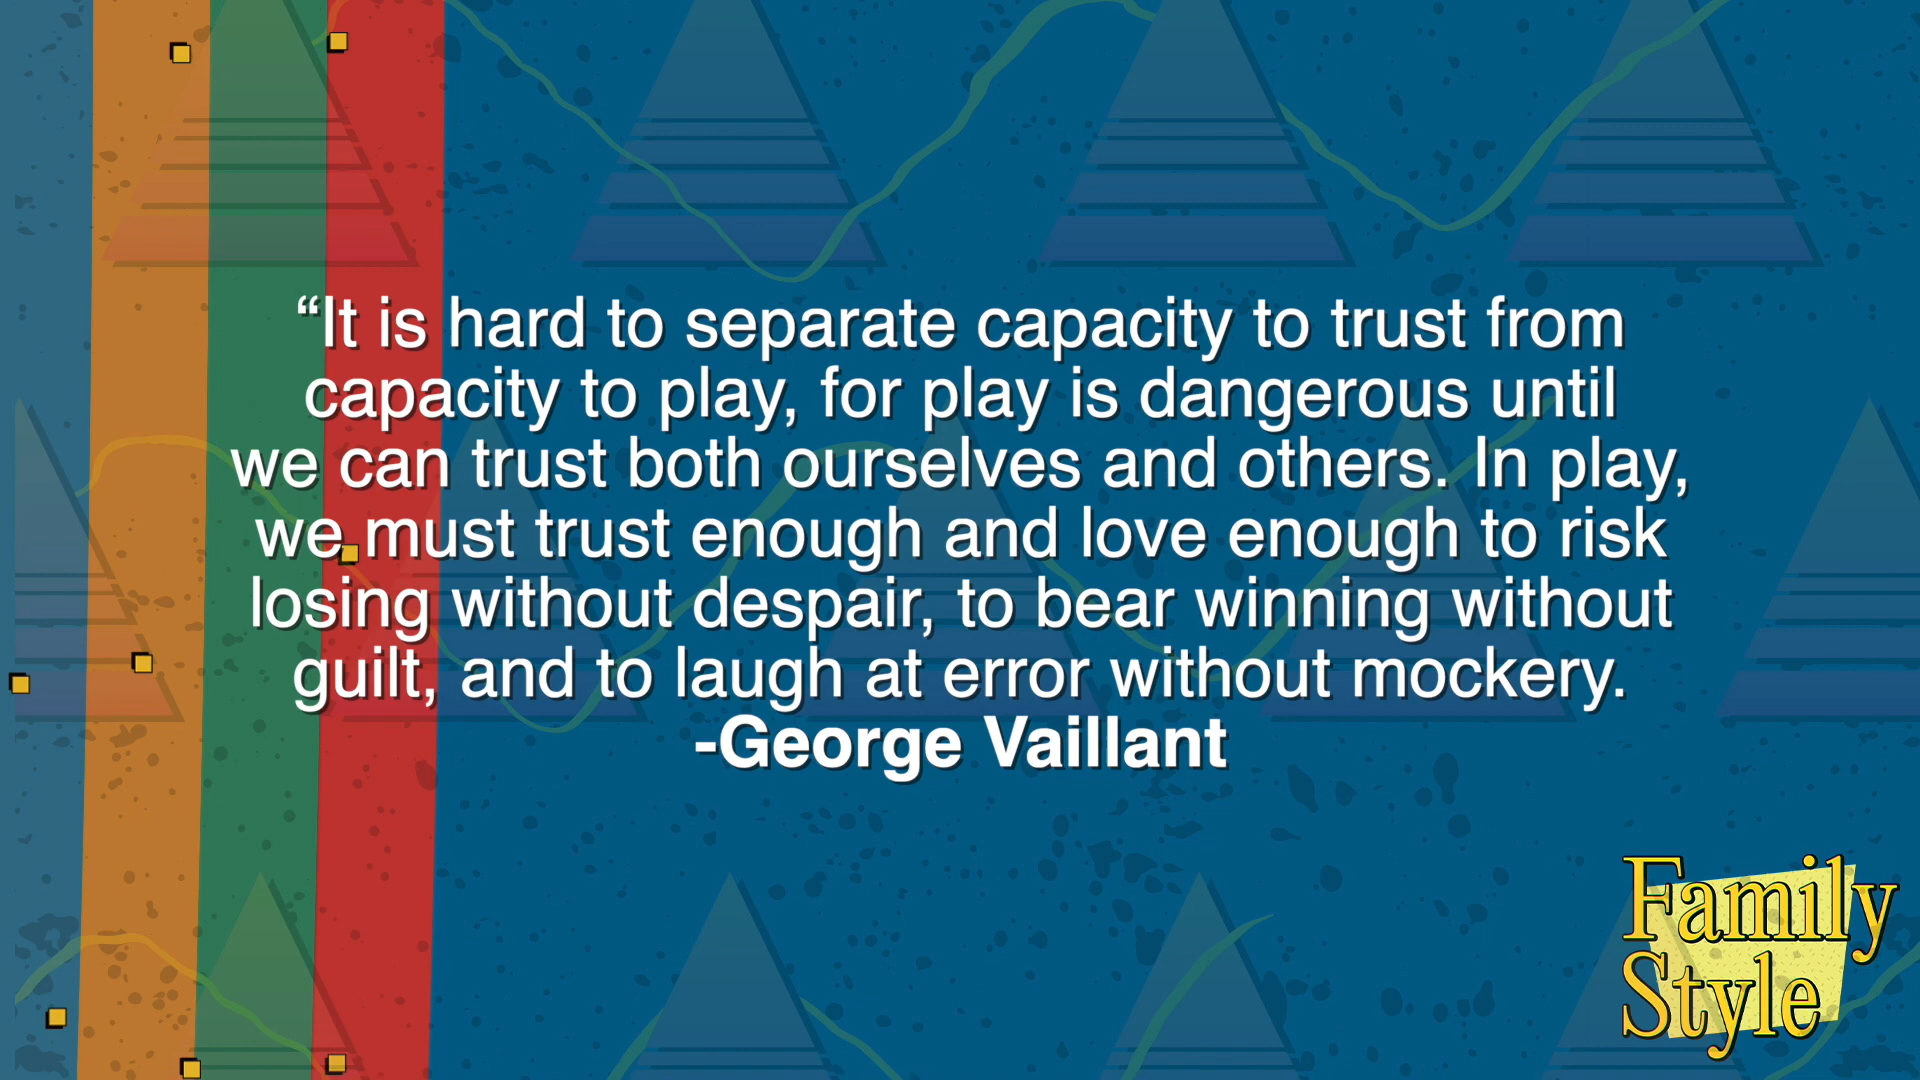 “It is hard to separate capacity to trust from
capacity to play, for play is dangerous until
we can trust both ourselves and others. In play,
we must trust enough and love enough to risk
losing without despair, to bear winning without
guilt, and to laugh at error without mockery.
-George Vaillant
Family
Style